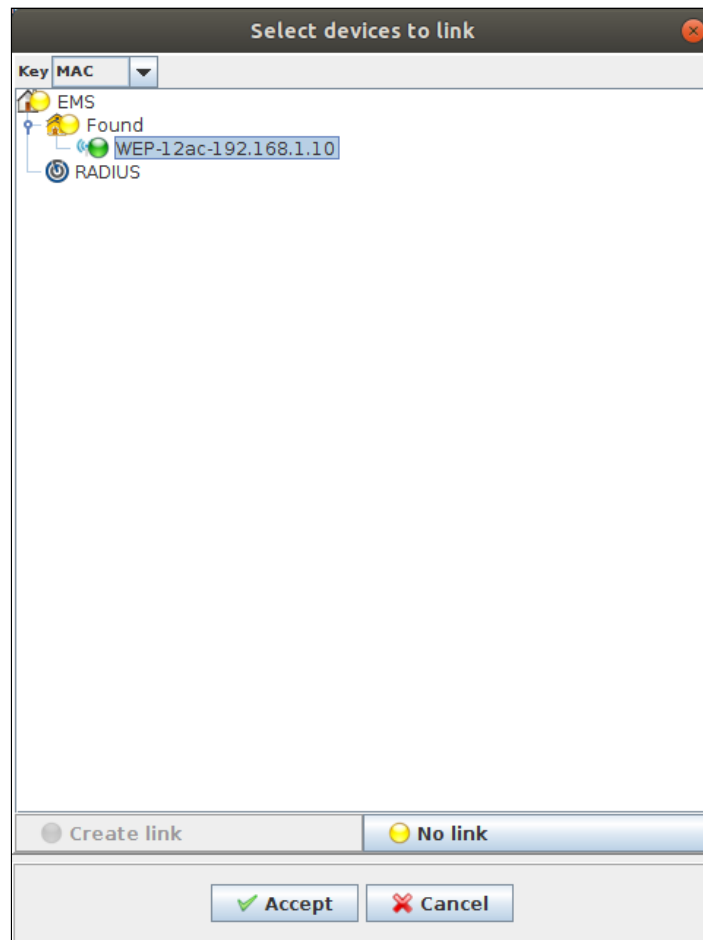 Select devices to link
Key MAC
EMS
Found
WEP-12ac-192.168.1.10
RADIUS
Create link No link
Accept Cancel